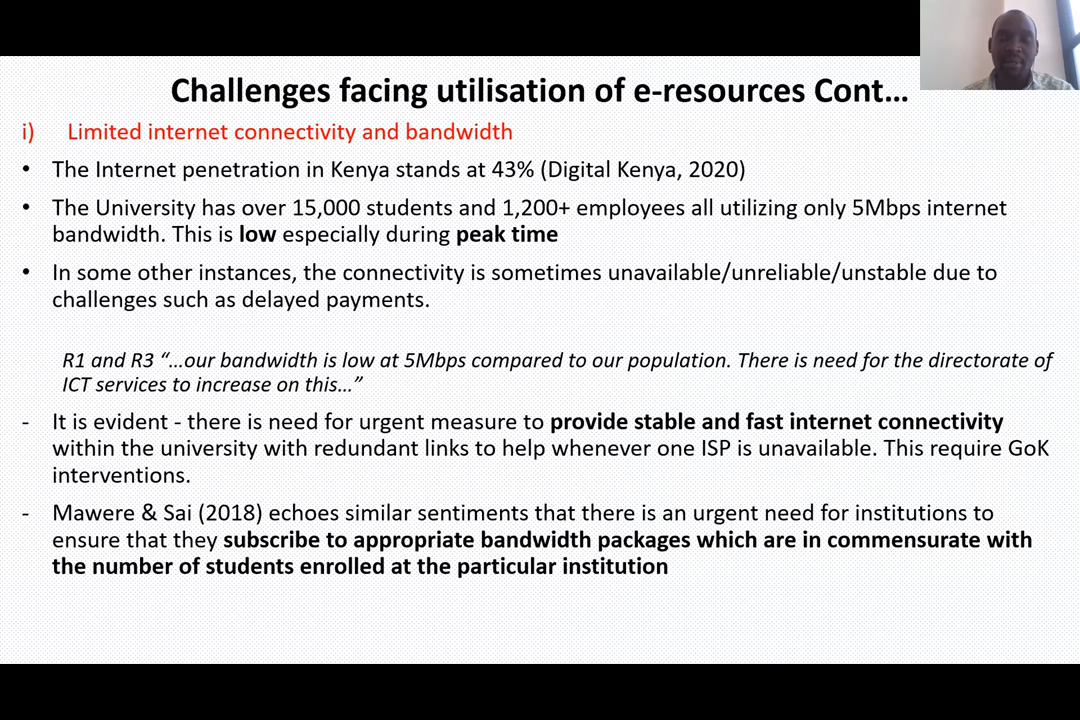 Challenges facing utilisation of e-resources Cont...
i) Limited internet connectivity and bandwidth
• The Internet penetration in Kenya stands at 43% (Digital Kenya, 2020)
• The University has over 15,000 students and 1,200+ employees all utilizing only 5Mbps internet
bandwidth. This is low especially during peak time
• In some other instances, the connectivity is sometimes unavailable/unreliable/unstable due to
challenges such as delayed payments.
R1 and R3 “...our bandwidth is low at 5Mbps compared to our population. There is need for the directorate of
ICT services to increase on this...”
- It is evident - there is need for urgent measure to provide stable and fast internet connectivity
within the university with redundant links to help whenever one ISP is unavailable. This require GoK
interventions.
- Mawere & Sai (2018) echoes similar sentiments that there is an urgent need for institutions to
ensure that they subscribe to appropriate bandwidth packages which are in commensurate with
the number of students enrolled at the particular institution